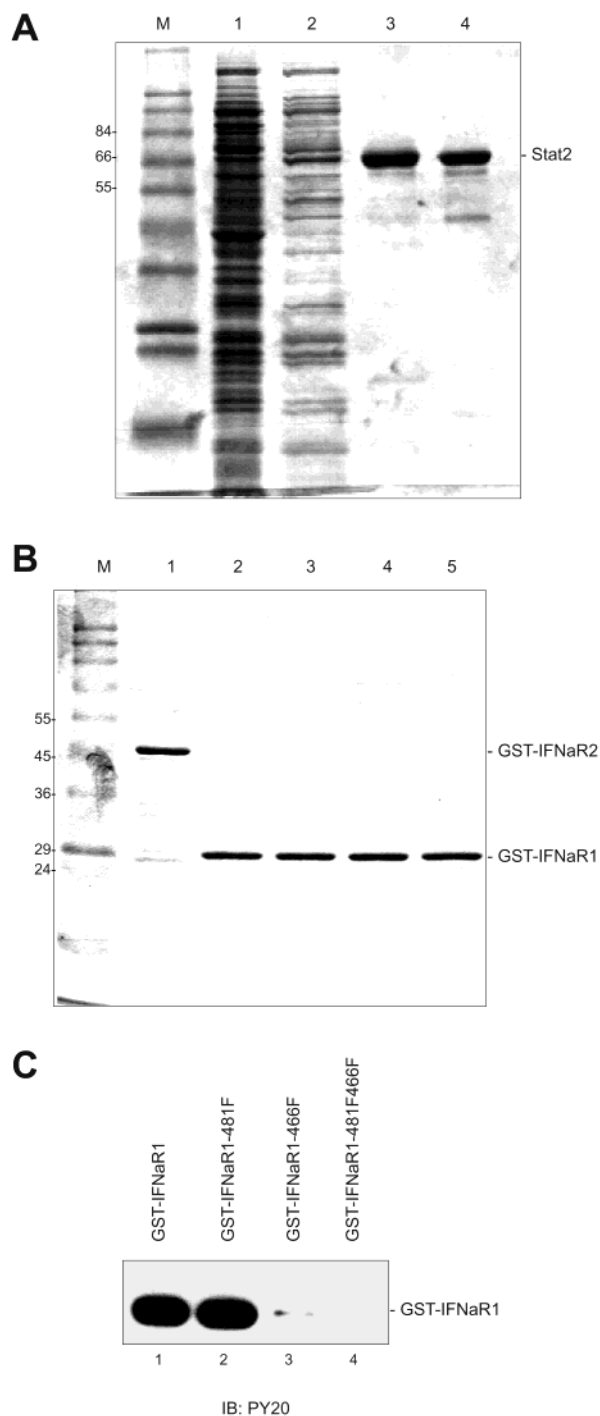 A
M 1 2 3 4
84-
66-
55-
- Stat2
B
M 1 2 3 4 5
55-
45-
36-
29-
24-
- GST-IFNaR2
- GST-IFNaR1
C
GST-IFNaR1
GST-IFNaR1-481F
GST-IFNaR1-466F
GST-IFNaR1-481F466F
- GST-IFNaR1
1 2 3 4
IB: PY20